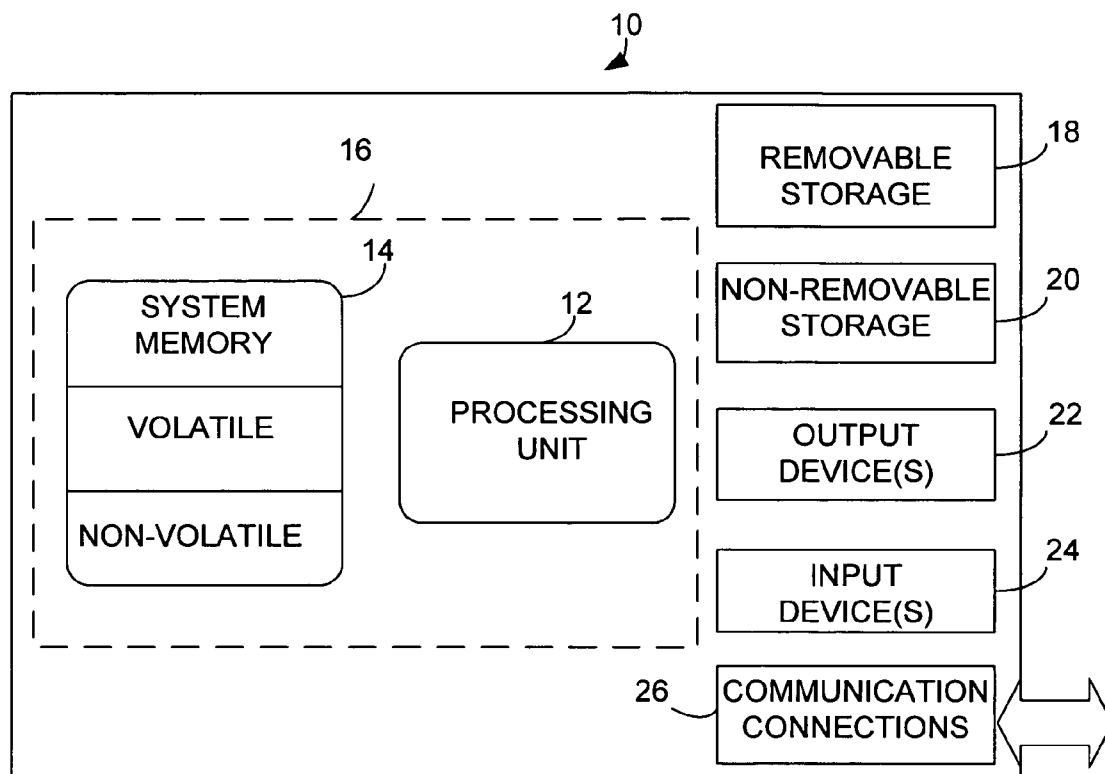 10
16
14
SYSTEM
MEMORY
VOLATILE
NON-VOLATILE
12
PROCESSING
UNIT
18
REMOVABLE
STORAGE
20
NON-REMOVABLE
STORAGE
22
OUTPUT
DEVICE(S)
24
INPUT
DEVICE(S)
26
COMMUNICATION
CONNECTIONS